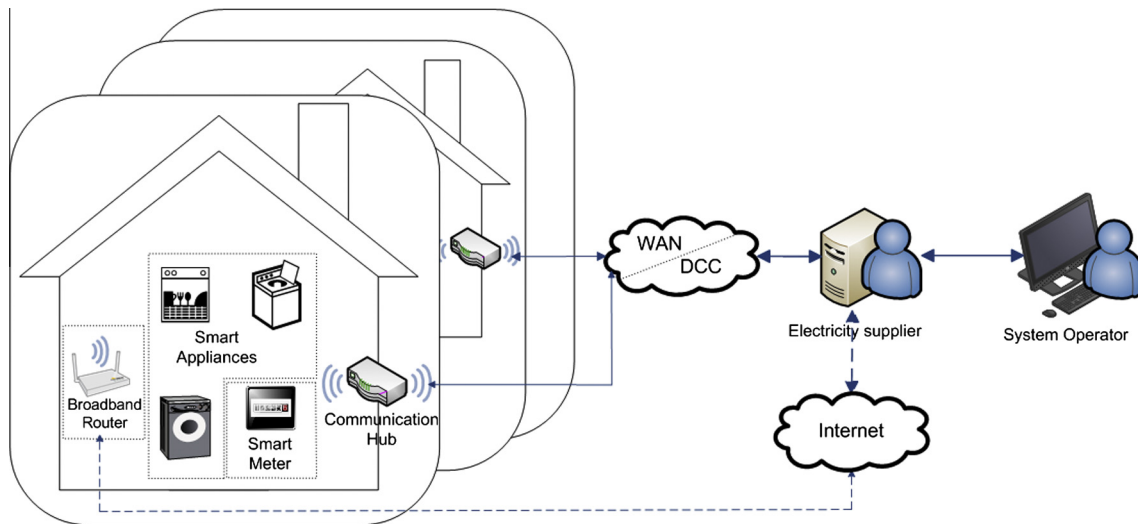 WAN
DCC
Electricity supplier
System Operator
Smart
Appliances
Broadband
Router
Communication
Hub
Smart
Meter
Internet